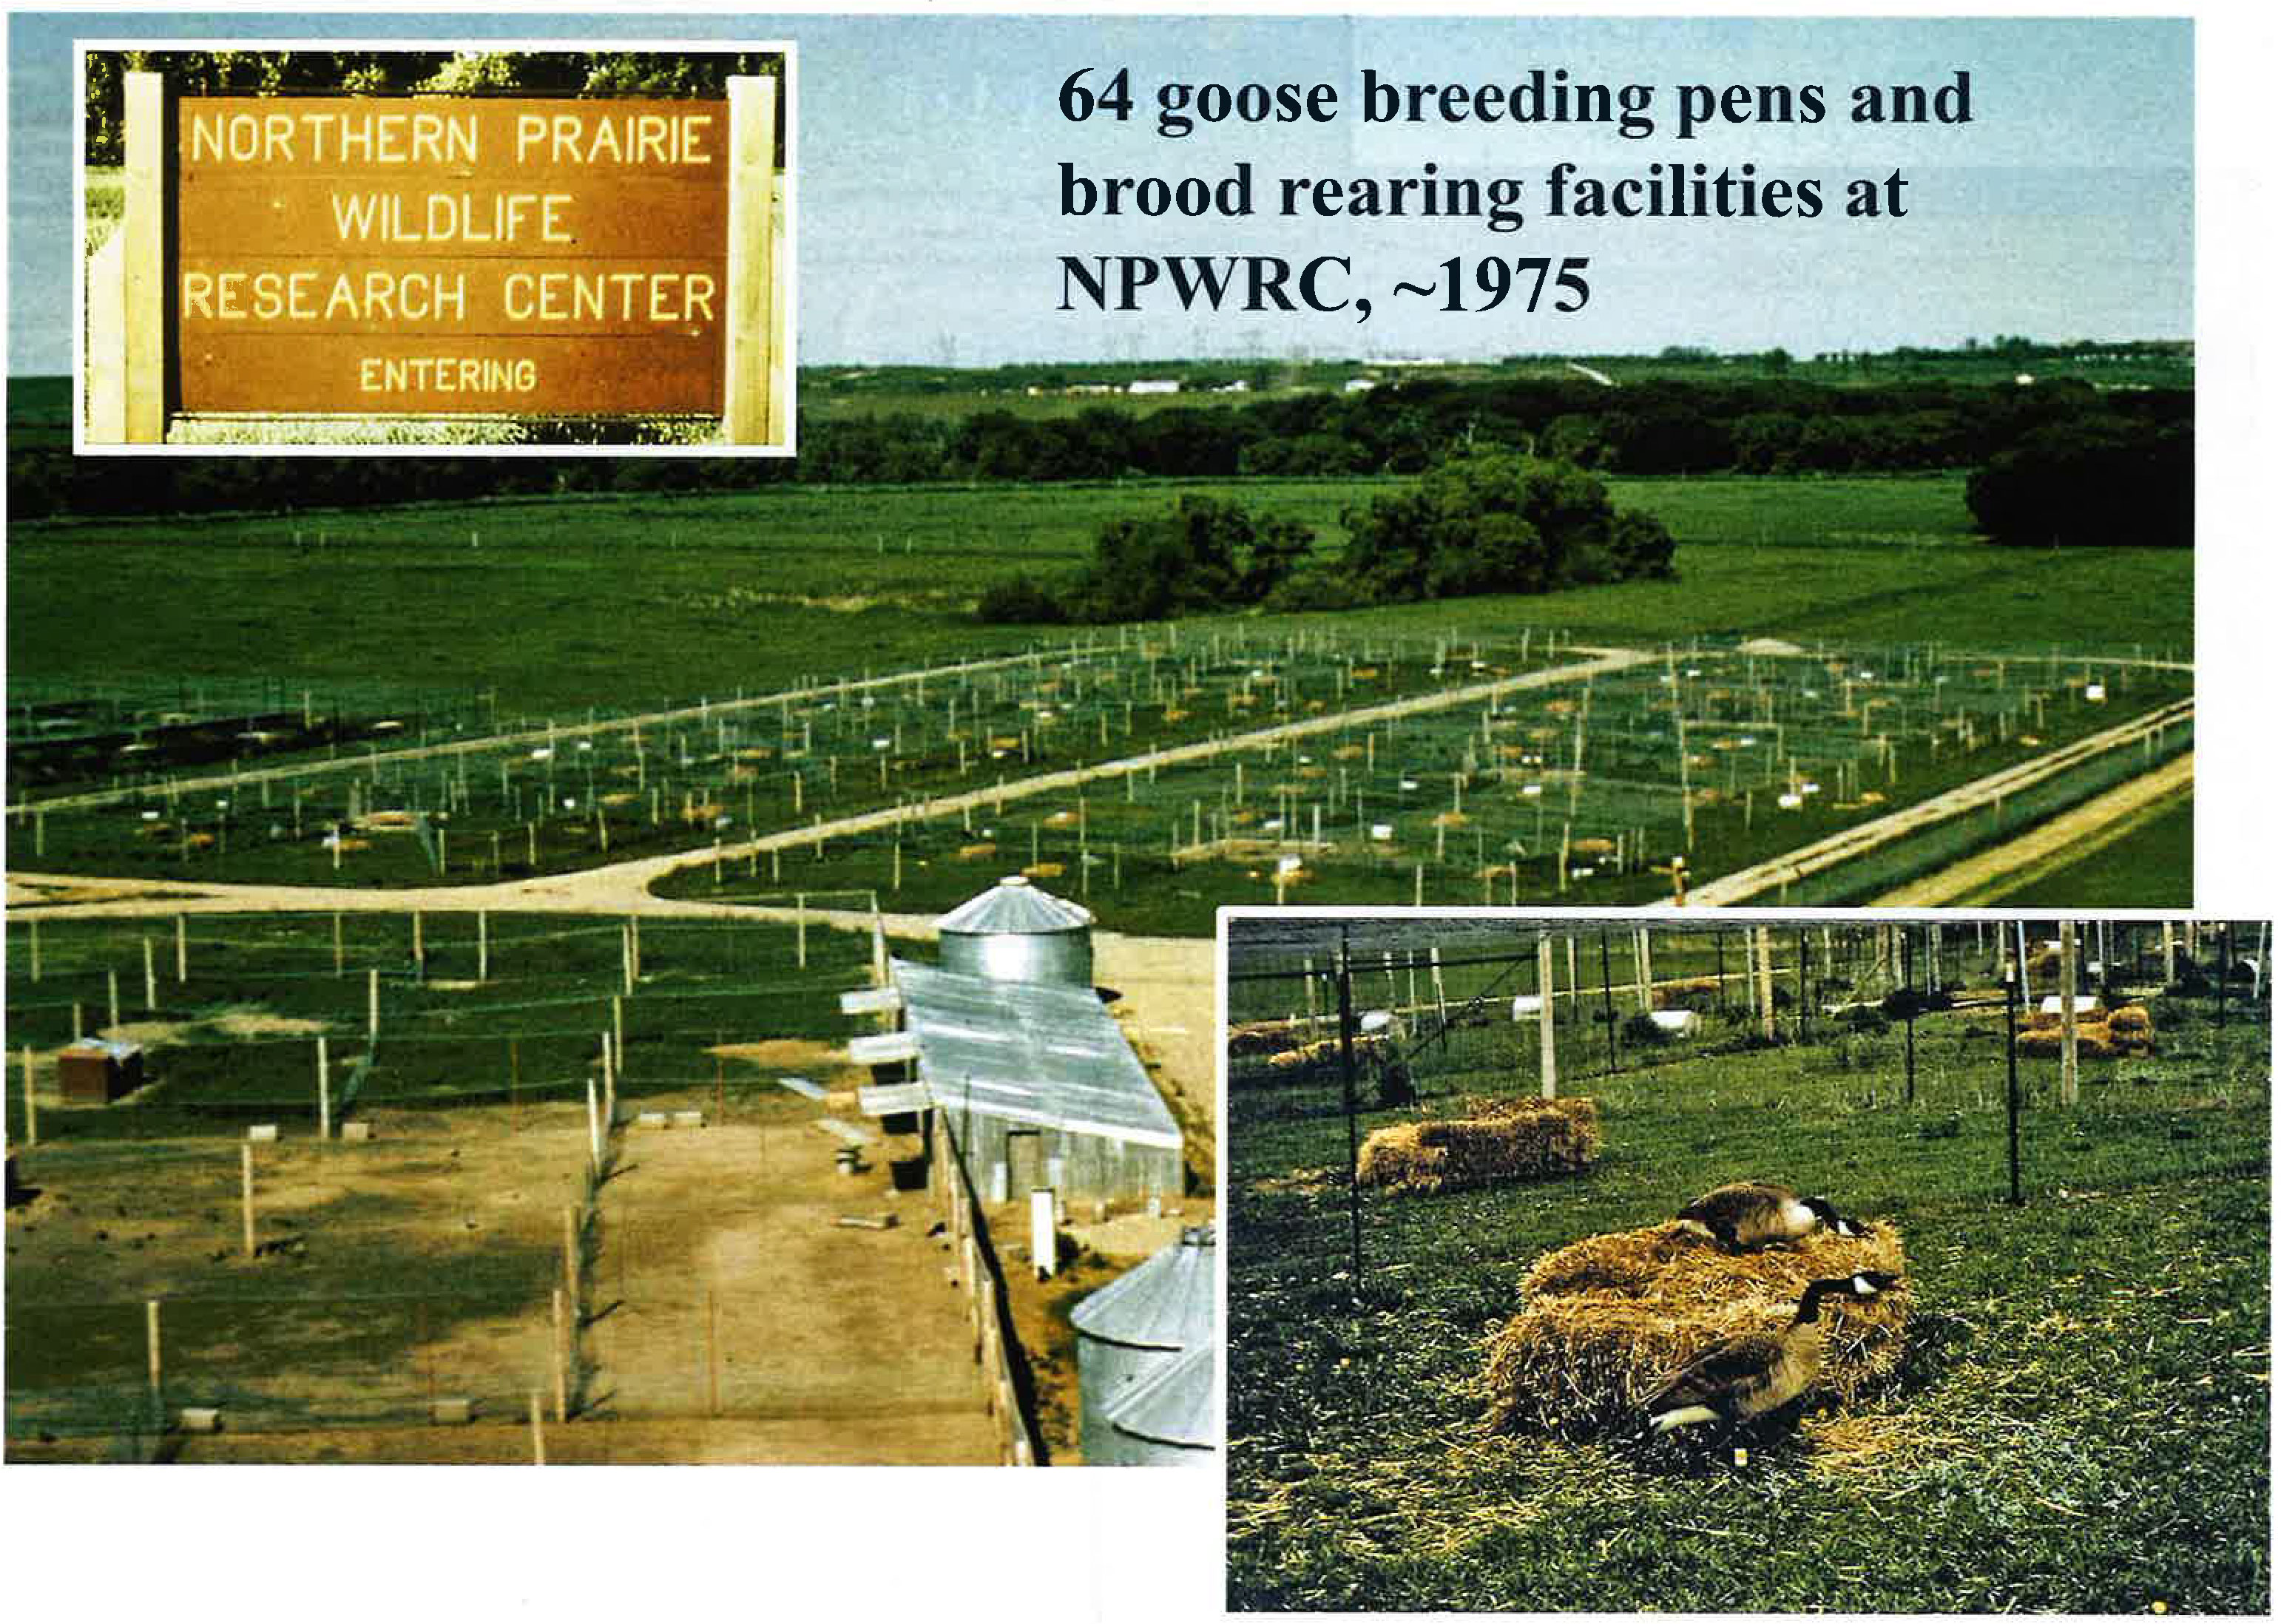 NORTHERN PRAIRIE
WILDLIFE
RESEARCH CENTER
ENTERING
64 goose breeding pens and
brood rearing facilities at
NPWRC, ~1975